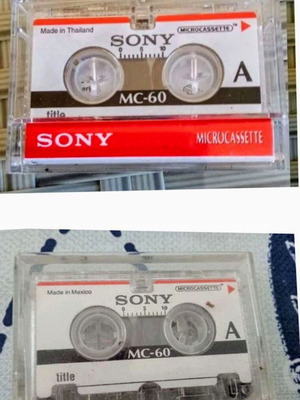 Made in Thailand
MICROCASSETTE™
SONY
0 5 10
A
MC-60
title
SONY MICROCASSETTE
Made in Mexico
MICROCASSETTE
SONY
0 5 10
A
MC-60
title